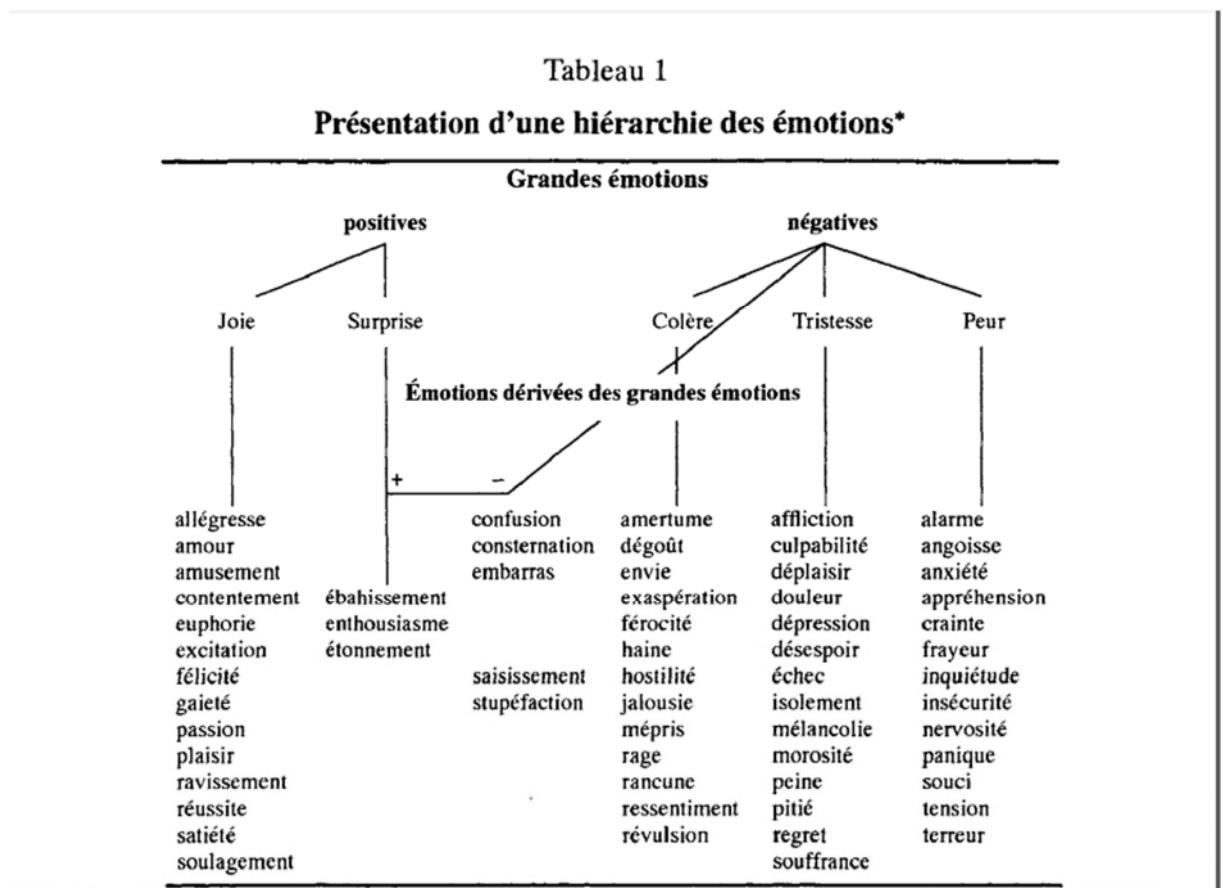 Tableau 1
Présentation d'une hiérarchie des émotions*
Grandes émotions
positives négatives
Joie Surprise Colère Tristesse Peur
Émotions dérivées des grandes émotions
+ −
allégresse confusion amertume affliction alarme
amour consternation dégoût culpabilité angoisse
amusement embarras envie déplaisir anxiété
contentement ébahissement exaspération douleur appréhension
euphorie enthousiasme férocité dépression crainte
excitation étonnement haine désespoir frayeur
félicité saisissement hostilité échec inquiétude
gaieté stupéfaction jalousie isolement insécurité
passion mépris mélancolie nervosité
plaisir rage morosité panique
ravissement rancune peine souci
réussite ressentiment pitié tension
satiété révulsion regret terreur
soulagement souffrance